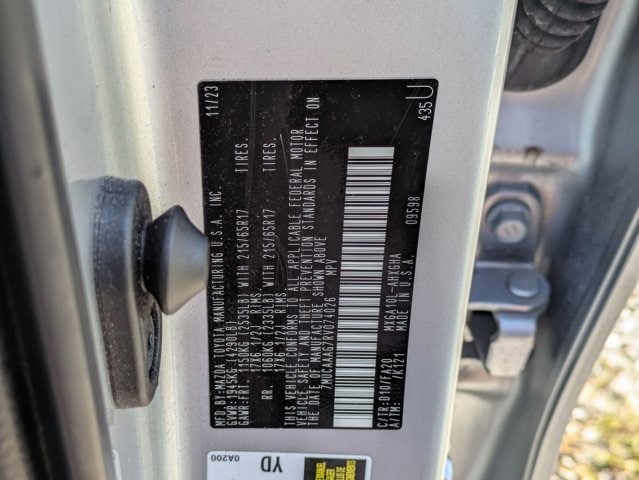 MFD.BY: MAZDA TOYOTA MANUFACTURING U.S.A., INC. 11/23
GVWR: 1945KG (4290LB)
GAWR: FRT. 1150KG (2535LB) WITH 215/65R17 TIRES.
17X6 1/2J RIMS
RR 1060KG (2335LB) WITH 215/65R17 TIRES.
17X6 1/2J RIMS
THIS VEHICLE CONFORMS TO ALL APPLICABLE FEDERAL MOTOR
VEHICLE SAFETY AND THEFT PREVENTION STANDARDS IN EFFECT ON
THE DATE OF MANUFACTURE SHOWN ABOVE
7MUCAAAG7RV074026 MPV
09598
C/TR: D10/FA20 MXGA10L-AHXGHA
A/TM: /K121 MADE IN U.S.A.
435 U
0A200
YD